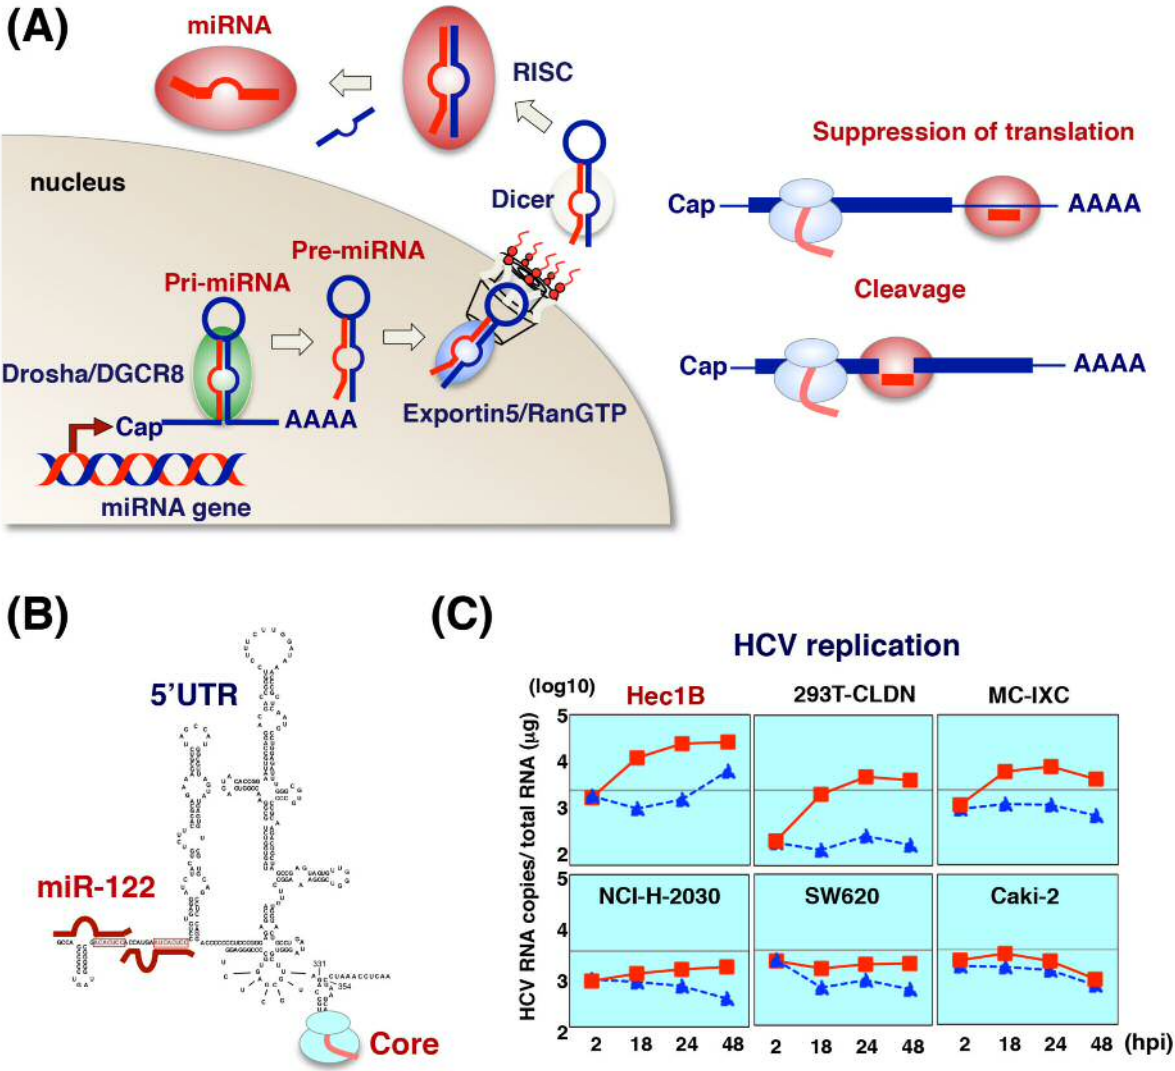 (A)
miRNA
RISC
Suppression of translation
nucleus
Dicer
Cap
AAAA
Pre-miRNA
Pri-miRNA
Cleavage
Drosha/DGCR8
Cap
AAAA
Exportin5/RanGTP
Cap
AAAA
miRNA gene
(B)
(C)
HCV replication
5'UTR
(log10)
Hec1B
293T-CLDN
MC-IXC
HCV RNA copies/ total RNA (µg)
5
4
3
2
miR-122
NCI-H-2030
SW620
Caki-2
5
4
3
2
331
354
CUAAACCUCAA
Core
2 18 24 48
2 18 24 48
2 18 24 48
(hpi)